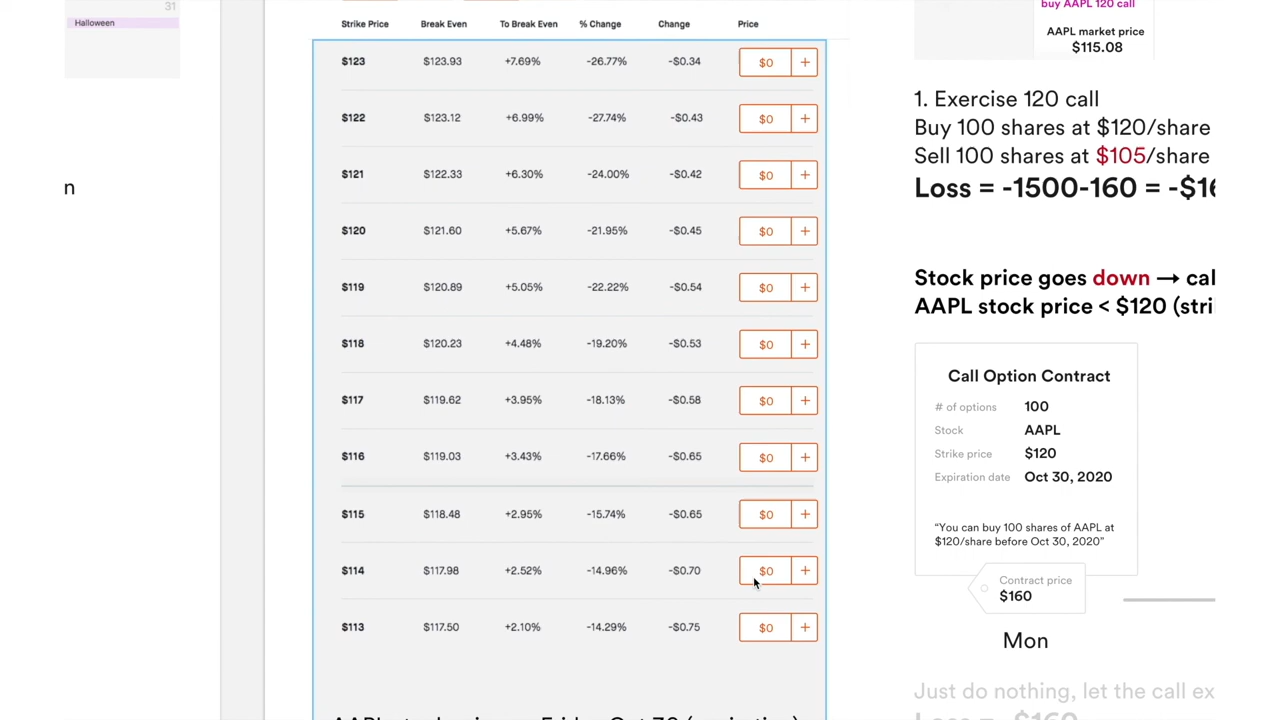 31
Halloween
n
Strike Price Break Even To Break Even % Change Change Price
$123 $123.93 +7.69% -26.77% -$0.34 $0 +
$122 $123.12 +6.99% -27.74% -$0.43 $0 +
$121 $122.33 +6.30% -24.00% -$0.42 $0 +
$120 $121.60 +5.67% -21.95% -$0.45 $0 +
$119 $120.89 +5.05% -22.22% -$0.54 $0 +
$118 $120.23 +4.48% -19.20% -$0.53 $0 +
$117 $119.62 +3.95% -18.13% -$0.58 $0 +
$116 $119.03 +3.43% -17.66% -$0.65 $0 +
$115 $118.48 +2.95% -15.74% -$0.65 $0 +
$114 $117.98 +2.52% -14.96% -$0.70 $0 +
$113 $117.50 +2.10% -14.29% -$0.75 $0 +
buy AAPL 120 call
AAPL market price
$115.08
1. Exercise 120 call
Buy 100 shares at $120/share
Sell 100 shares at $105/share
Loss = -1500-160 = -$16
Stock price goes down → cal
AAPL stock price < $120 (stri
Call Option Contract
# of options 100
Stock AAPL
Strike price $120
Expiration date Oct 30, 2020
“You can buy 100 shares of AAPL at
$120/share before Oct 30, 2020”
Contract price
$160
Mon
Just do nothing, let the call ex